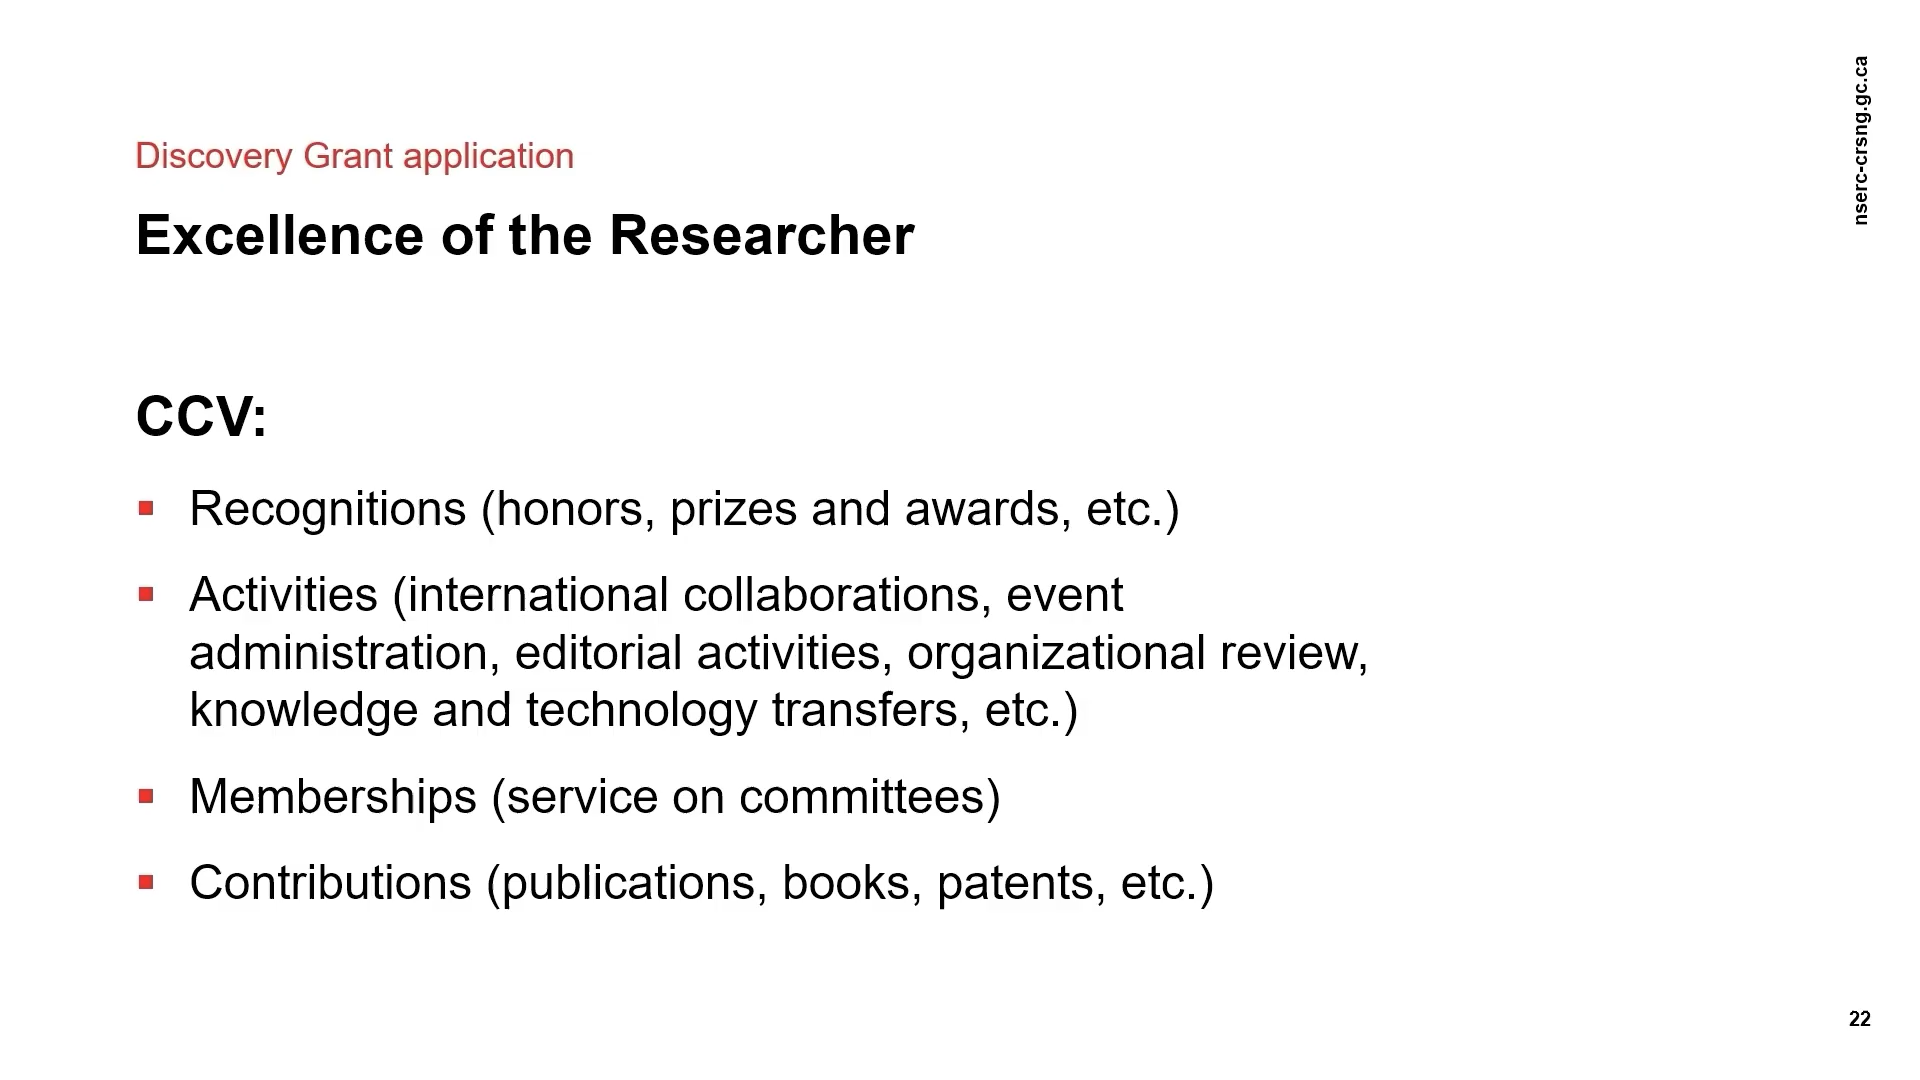 nserc-crsng.gc.ca
Discovery Grant application
Excellence of the Researcher
CCV:
▪ Recognitions (honors, prizes and awards, etc.)
▪ Activities (international collaborations, event
administration, editorial activities, organizational review,
knowledge and technology transfers, etc.)
▪ Memberships (service on committees)
▪ Contributions (publications, books, patents, etc.)
22